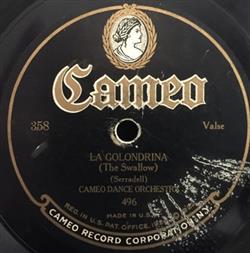 Cameo
358
Valse
LA GOLONDRINA
(The Swallow)
(Serradell)
CAMEO DANCE ORCHESTRA
496
MADE IN U.S.
REG. IN U.S. PAT. OFFICE,
CAMEO RECORD CORPORATION